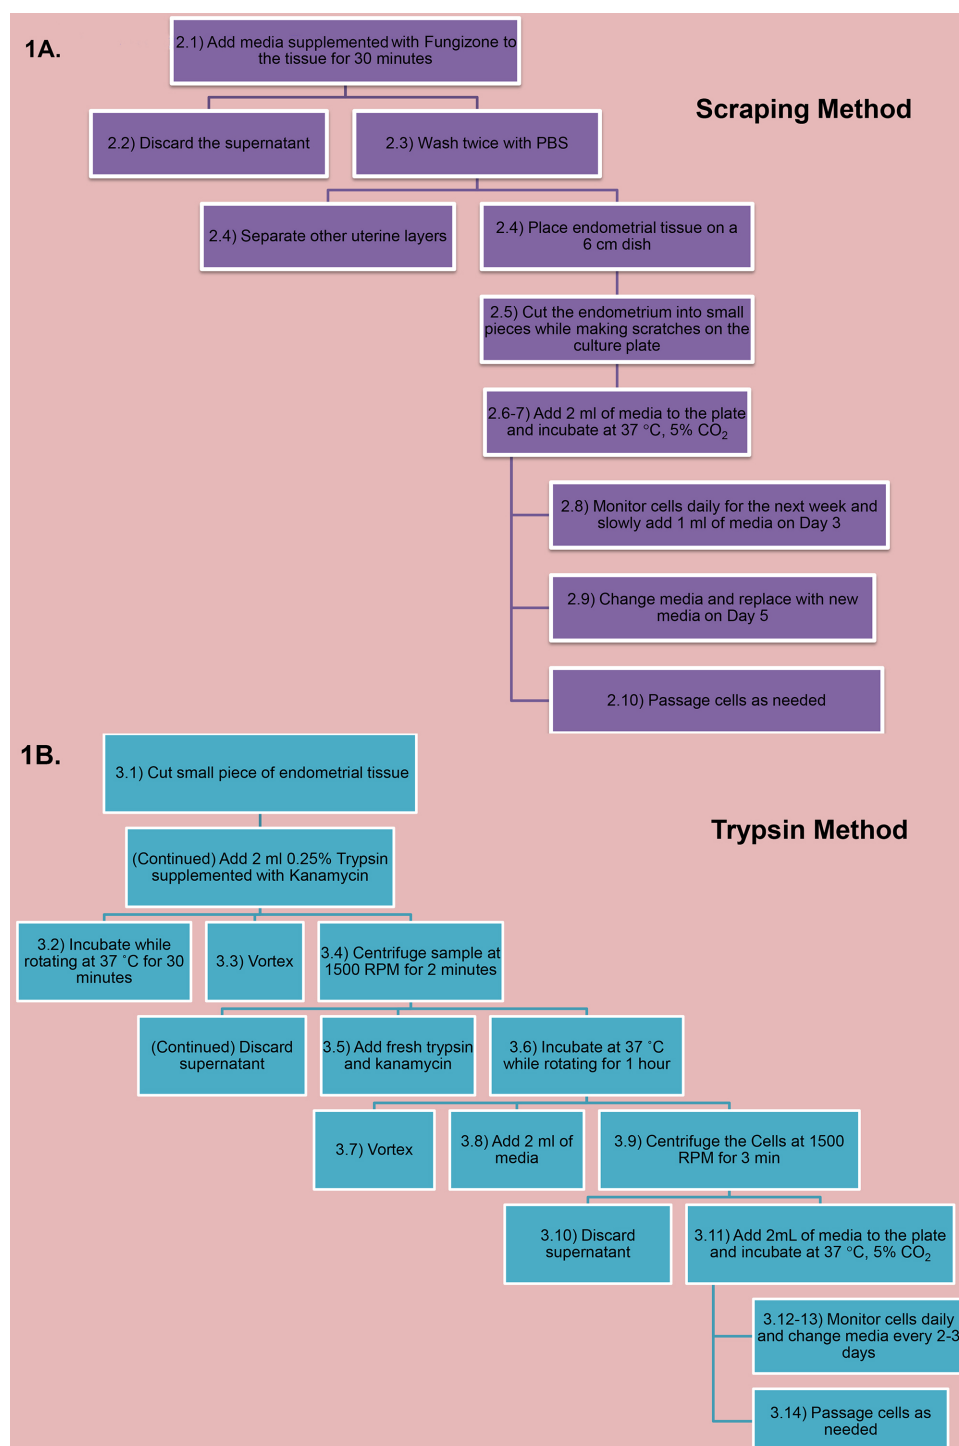 1A.
2.1) Add media supplemented with Fungizone to
the tissue for 30 minutes
Scraping Method
2.2) Discard the supernatant
2.3) Wash twice with PBS
2.4) Separate other uterine layers
2.4) Place endometrial tissue on a
6 cm dish
2.5) Cut the endometrium into small
pieces while making scratches on the
culture plate
2.6-7) Add 2 ml of media to the plate
and incubate at 37 °C, 5% CO₂
2.8) Monitor cells daily for the next week and
slowly add 1 ml of media on Day 3
2.9) Change media and replace with new
media on Day 5
2.10) Passage cells as needed
1B.
3.1) Cut small piece of endometrial tissue
Trypsin Method
(Continued) Add 2 ml 0.25% Trypsin
supplemented with Kanamycin
3.2) Incubate while
rotating at 37 ˚C for 30
minutes
3.3) Vortex
3.4) Centrifuge sample at
1500 RPM for 2 minutes
(Continued) Discard
supernatant
3.5) Add fresh trypsin
and kanamycin
3.6) Incubate at 37 ˚C
while rotating for 1 hour
3.7) Vortex
3.8) Add 2 ml of
media
3.9) Centrifuge the Cells at 1500
RPM for 3 min
3.10) Discard
supernatant
3.11) Add 2mL of media to the plate
and incubate at 37 °C, 5% CO₂
3.12-13) Monitor cells daily
and change media every 2-3
days
3.14) Passage cells as
needed